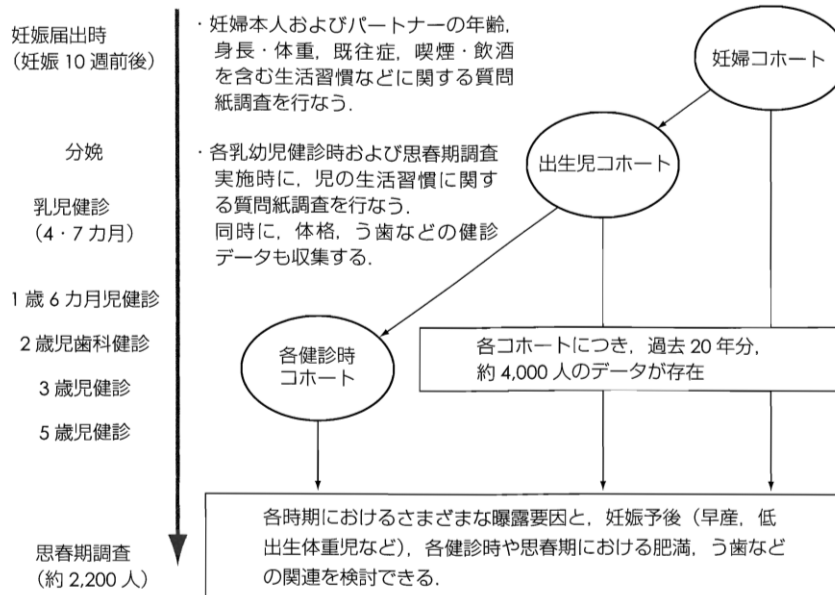 妊娠届出時
(妊娠 10 週前後)
・妊婦本人およびパートナーの年齢,
身長・体重, 既往症, 喫煙・飲酒
を含む生活習慣などに関する質問
紙調査を行なう.
妊婦コホート
分娩
・各乳幼児健診時および思春期調査
実施時に, 児の生活習慣に関す
る質問紙調査を行なう.
同時に, 体格, う歯などの健診
データも収集する.
出生児コホート
乳児健診
(4・7 カ月)
1 歳 6 カ月児健診
2 歳児歯科健診
3 歳児健診
5 歳児健診
各健診時
コホート
各コホートにつき, 過去 20 年分,
約 4,000 人のデータが存在
各時期におけるさまざまな曝露要因と, 妊娠予後 (早産, 低
出生体重児など), 各健診時や思春期における肥満, う歯など
の関連を検討できる.
思春期調査
(約 2,200 人)